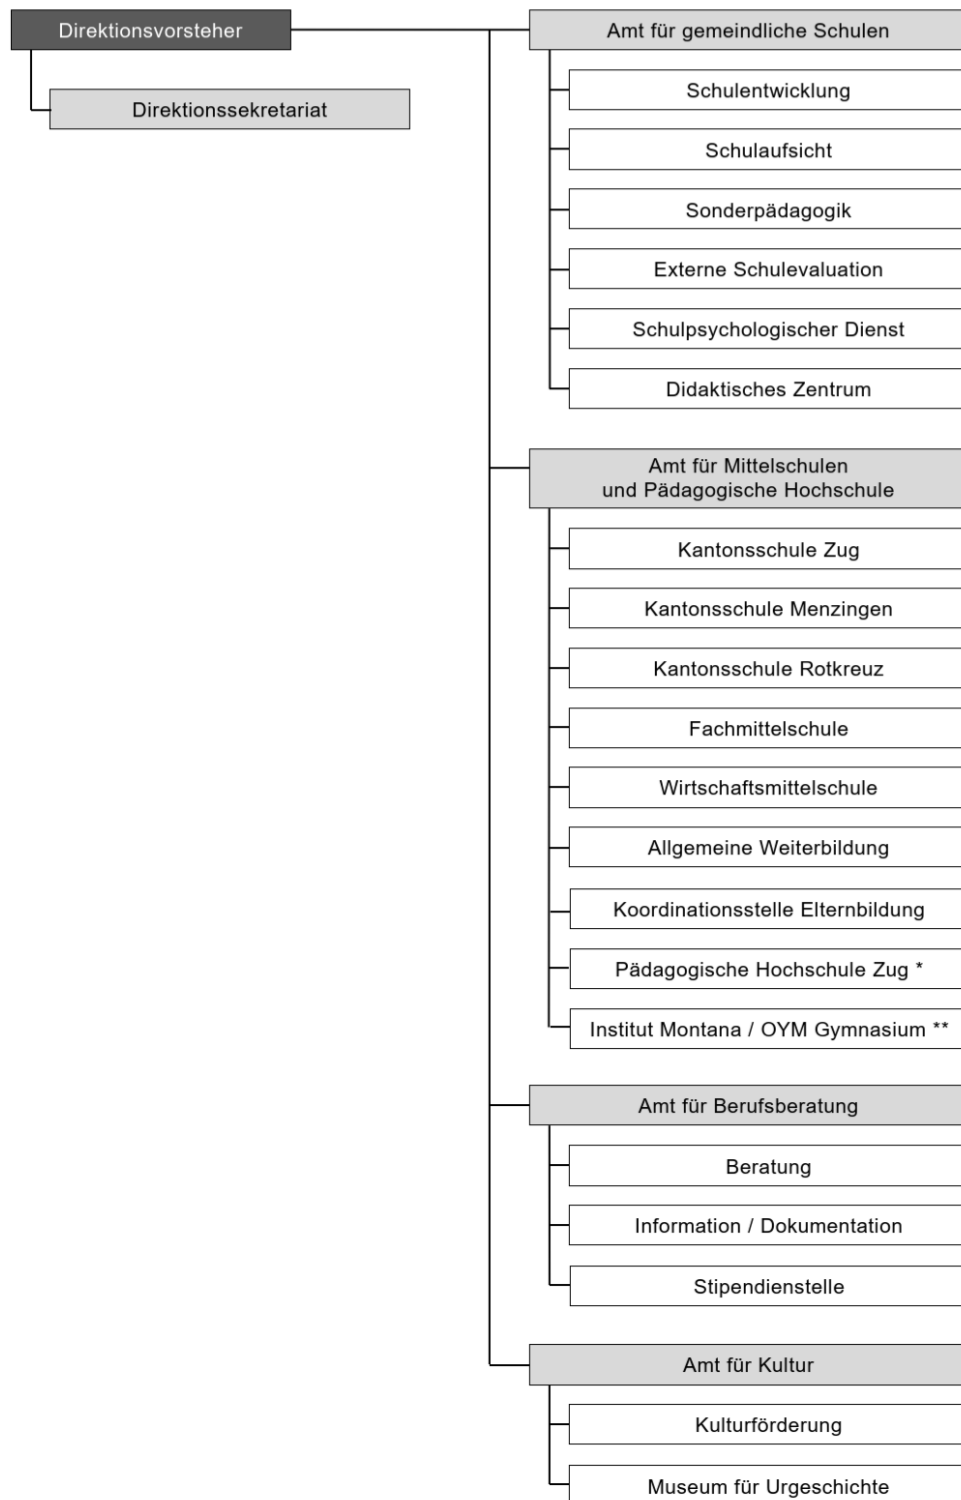 Direktionsvorsteher
Direktionssekretariat
Amt für gemeindliche Schulen
Schulentwicklung
Schulaufsicht
Sonderpädagogik
Externe Schulevaluation
Schulpsychologischer Dienst
Didaktisches Zentrum
Amt für Mittelschulen
und Pädagogische Hochschule
Kantonsschule Zug
Kantonsschule Menzingen
Kantonsschule Rotkreuz
Fachmittelschule
Wirtschaftsmittelschule
Allgemeine Weiterbildung
Koordinationsstelle Elternbildung
Pädagogische Hochschule Zug *
Institut Montana / OYM Gymnasium **
Amt für Berufsberatung
Beratung
Information / Dokumentation
Stipendienstelle
Amt für Kultur
Kulturförderung
Museum für Urgeschichte